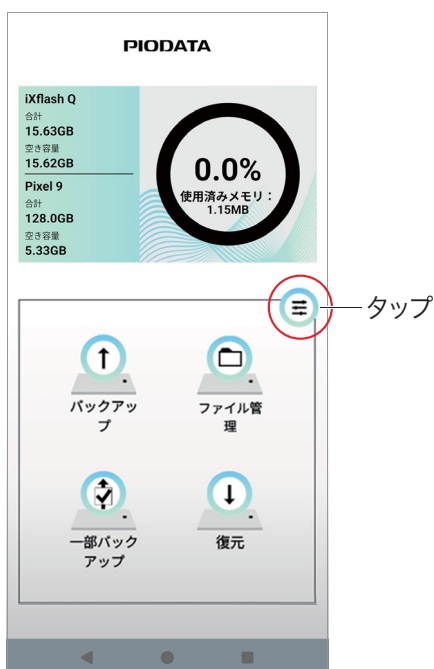 PIODATA
iXflash Q
合計
15.63GB
空き容量
15.62GB
Pixel 9
合計
128.0GB
空き容量
5.33GB
0.0%
使用済みメモリ：
1.15MB
タップ
バックアッ
プ
ファイル管
理
一部バック
アップ
復元